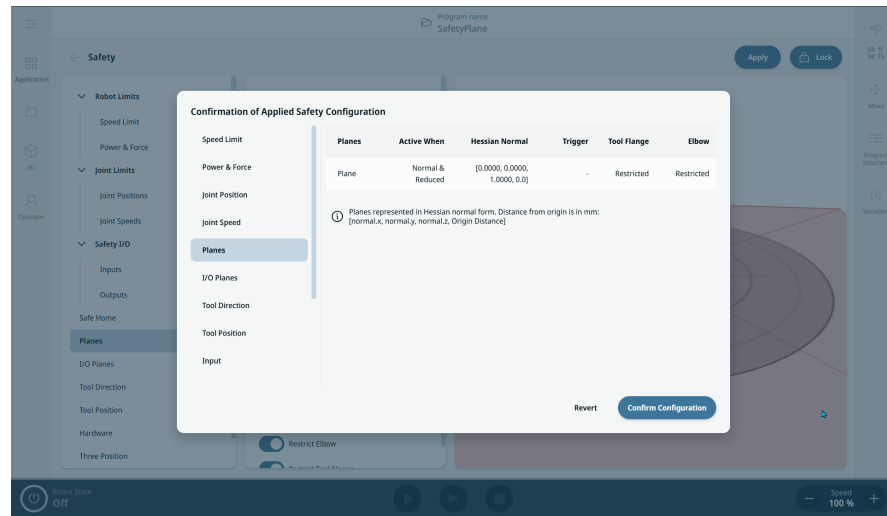 Program name
SafetyPlane
Safety
Apply
Lock
Application
3D
Operator
Move
Program
structure
Robot Limits
Speed Limit
Power & Force
Joint Limits
Joint Positions
Joint Speeds
Safety I/O
Inputs
Outputs
Safe Home
Planes
I/O Planes
Tool Direction
Tool Position
Hardware
Three Position
Restrict Elbow
Confirmation of Applied Safety Configuration
Speed Limit
Power & Force
Joint Position
Joint Speed
Planes
I/O Planes
Tool Direction
Tool Position
Input
Planes Active When Hessian Normal Trigger Tool Flange Elbow
Plane Normal & Reduced [0.0000, 0.0000, 1.0000, 0.0] - Restricted Restricted
Planes represented in Hessian normal form. Distance from origin is in mm:
[normal.x, normal.y, normal.z, Origin Distance]
Revert
Confirm Configuration
Robot State
Off
Speed
100 %